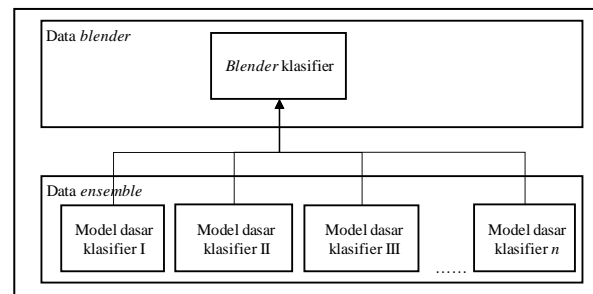 Data blender
Blender klasifier
Data ensemble
Model dasar
klasifier I
Model dasar
klasifier II
Model dasar
klasifier III
......
Model dasar
klasifier n